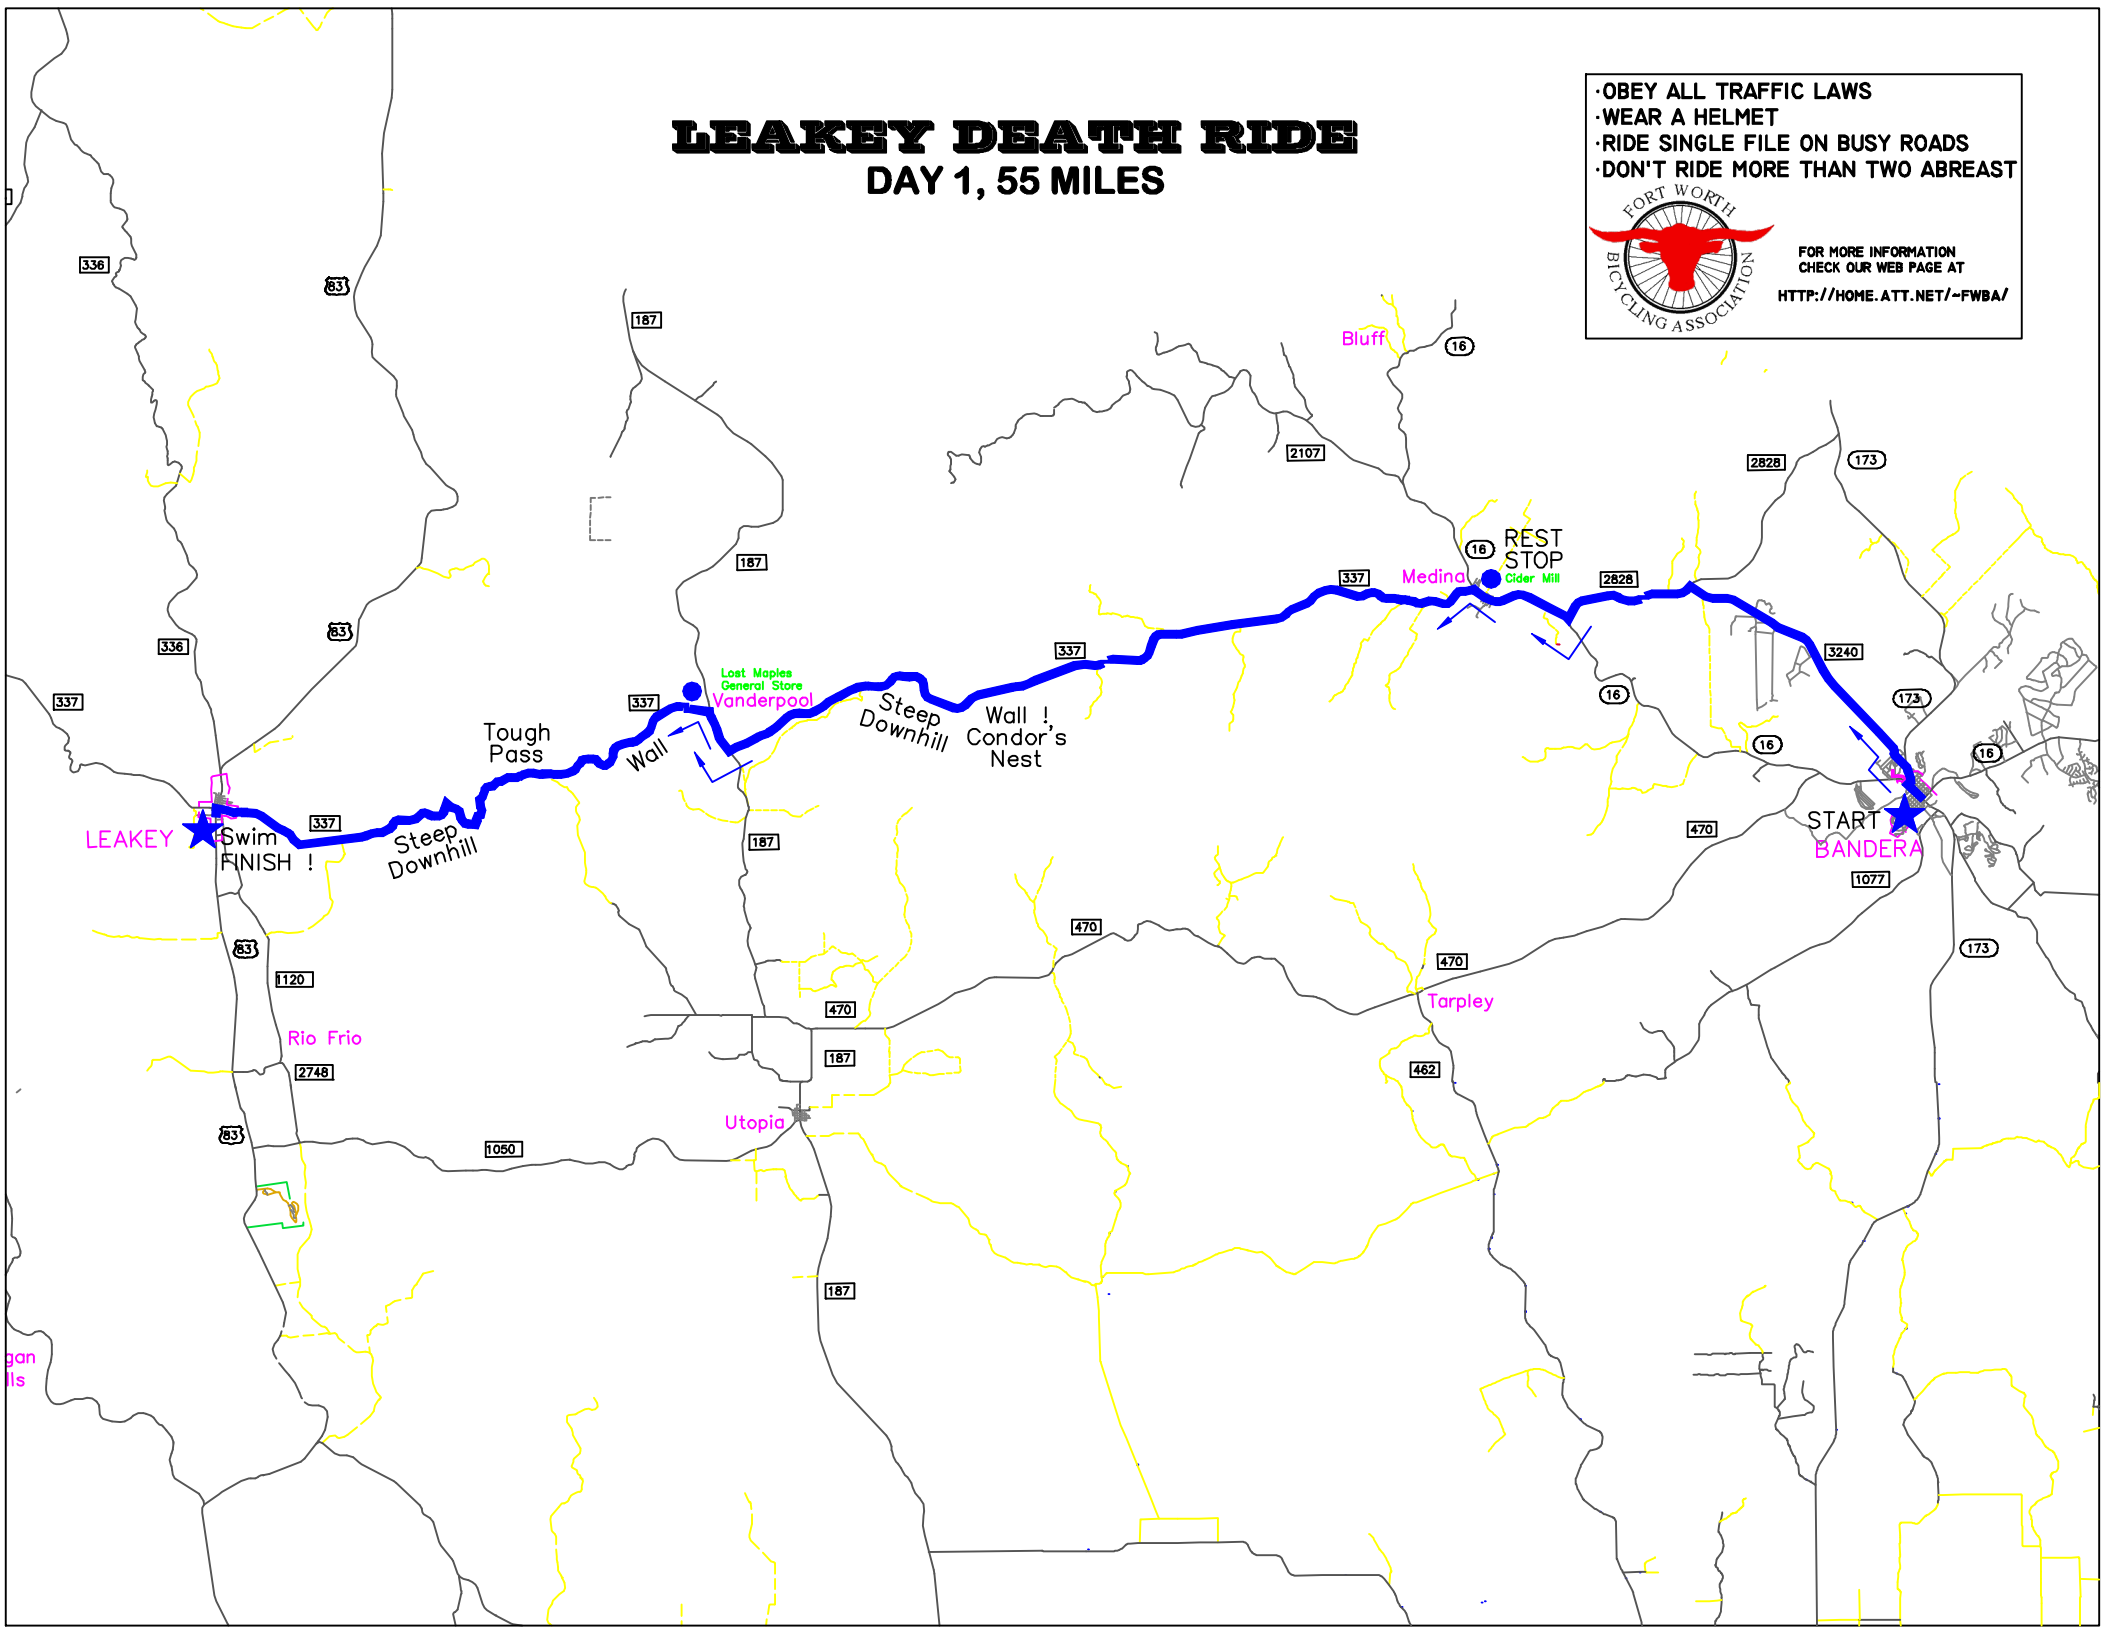 LEAKEY DEATH RIDE
DAY 1, 55 MILES
·OBEY ALL TRAFFIC LAWS
·WEAR A HELMET
·RIDE SINGLE FILE ON BUSY ROADS
·DON'T RIDE MORE THAN TWO ABREAST
FORT WORTH
BICYCLING ASSOCIATION
FOR MORE INFORMATION
CHECK OUR WEB PAGE AT
HTTP://HOME.ATT.NET/~FWBA/
336
83
187
Bluff
16
2107
2828
173
187
16
REST
STOP
Cider Mill
Medina
337
2828
83
336
337
3240
Lost Maples
General Store
Vanderpool
337
337
16
173
Steep
Downhill
Wall !
Condor's
Nest
Tough
Pass
Wall
16
16
337
Steep
Downhill
LEAKEY
Swim
FINISH !
187
470
START
BANDERA
1077
470
83
1120
470
173
Tarpley
470
Rio Frio
2748
187
462
83
Utopia
1050
187
gan
lls